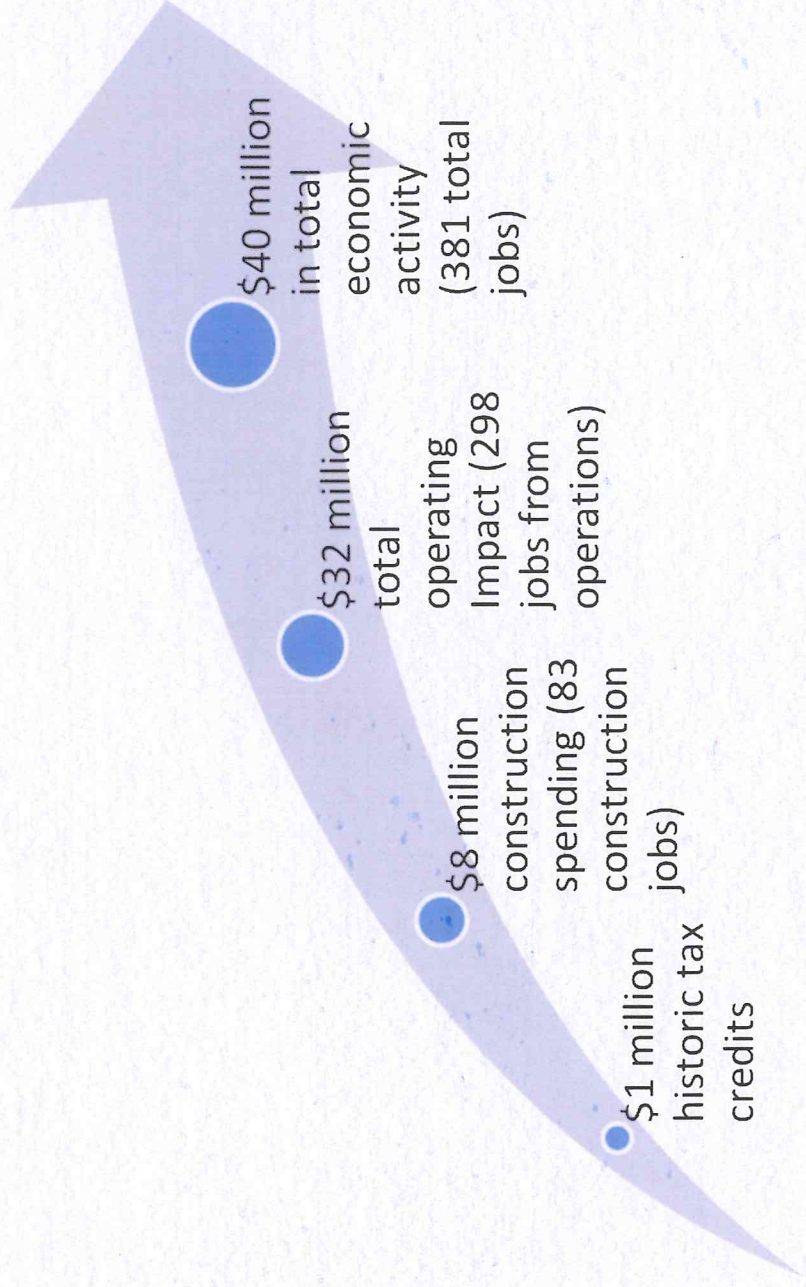 $1 million
historic tax
credits
$8 million
construction
spending (83
construction
jobs)
$32 million
total
operating
Impact (298
jobs from
operations)
$40 million
in total
economic
activity
(381 total
jobs)